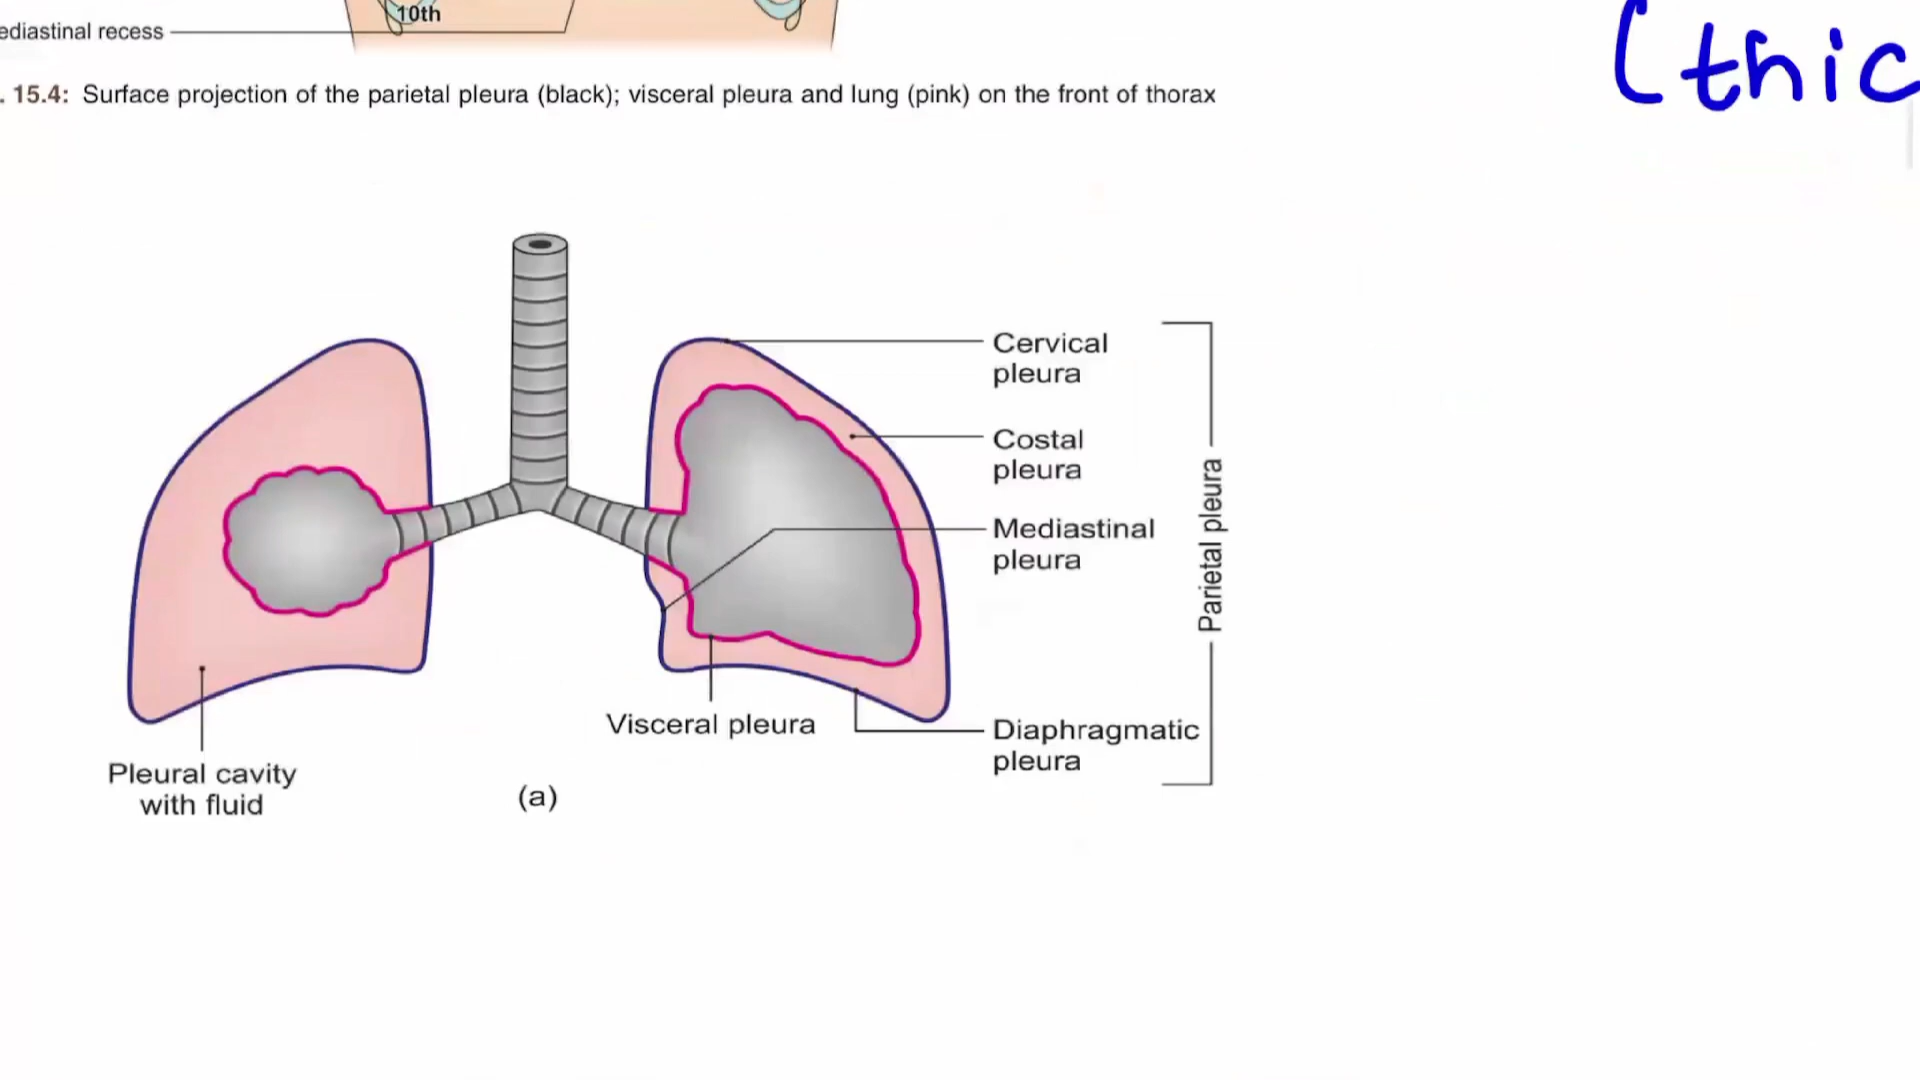 10th
ediastinal recess
. 15.4: Surface projection of the parietal pleura (black); visceral pleura and lung (pink) on the front of thorax
(thic
Cervical
pleura
Costal
pleura
Mediastinal
pleura
Parietal pleura
Visceral pleura
Diaphragmatic
pleura
Pleural cavity
with fluid
(a)